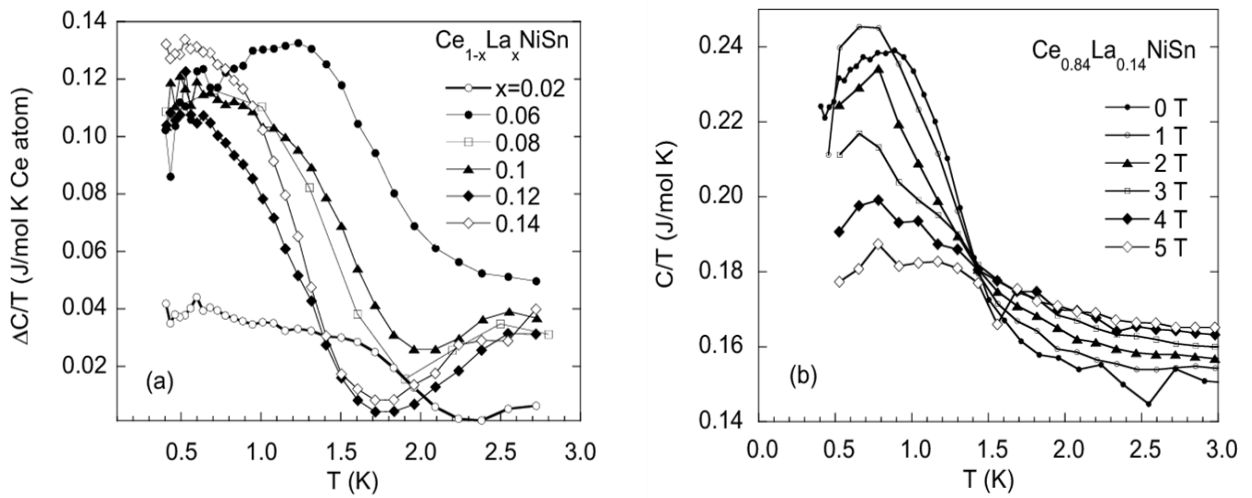 0.14
0.12
0.10
0.08
0.06
0.04
0.02
ΔC/T (J/mol K Ce atom)
Ce1-xLaxNiSn
x=0.02
0.06
0.08
0.1
0.12
0.14
(a)
0.5 1.0 1.5 2.0 2.5 3.0
T (K)
0.24
0.22
0.20
0.18
0.16
0.14
C/T (J/mol K)
Ce0.84La0.14NiSn
0 T
1 T
2 T
3 T
4 T
5 T
(b)
0.0 0.5 1.0 1.5 2.0 2.5 3.0
T (K)